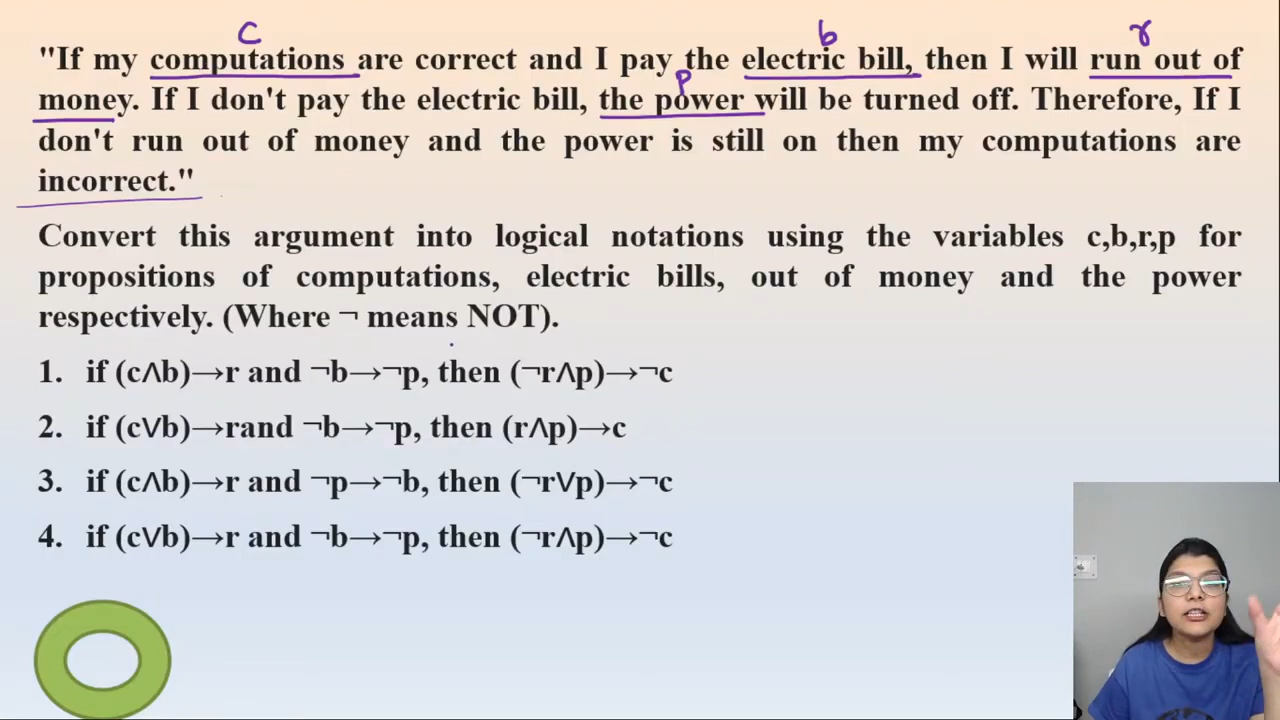 c b r
"If my computations are correct and I pay the electric bill, then I will run out of
p
money. If I don't pay the electric bill, the power will be turned off. Therefore, If I
don't run out of money and the power is still on then my computations are
incorrect."
Convert this argument into logical notations using the variables c,b,r,p for
propositions of computations, electric bills, out of money and the power
respectively. (Where ¬ means NOT).
1. if (c∧b)→r and ¬b→¬p, then (¬r∧p)→¬c
2. if (c∨b)→rand ¬b→¬p, then (r∧p)→c
3. if (c∧b)→r and ¬p→¬b, then (¬r∨p)→¬c
4. if (c∨b)→r and ¬b→¬p, then (¬r∧p)→¬c